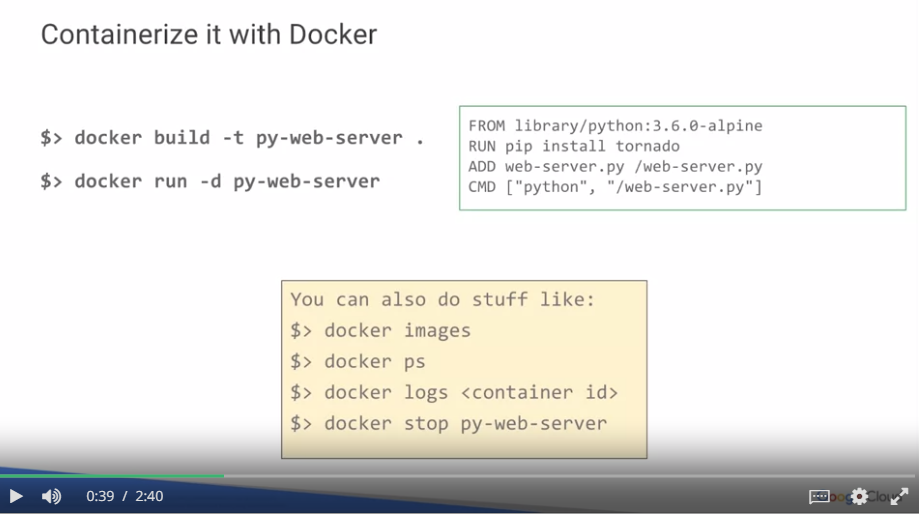 Containerize it with Docker
$> docker build -t py-web-server .
$> docker run -d py-web-server
FROM library/python:3.6.0-alpine
RUN pip install tornado
ADD web-server.py /web-server.py
CMD ["python", "/web-server.py"]
You can also do stuff like:
$> docker images
$> docker ps
$> docker logs <container id>
$> docker stop py-web-server
0:39 / 2:40